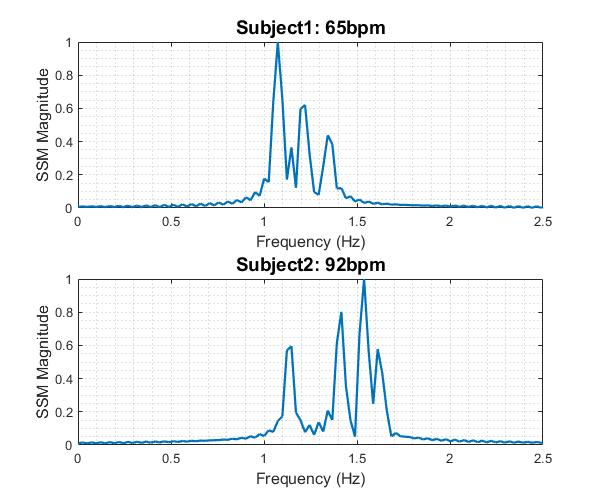 Subject1: 65bpm
1
0.8
0.6
0.4
0.2
0
SSM Magnitude
0 0.5 1 1.5 2 2.5
Frequency (Hz)
Subject2: 92bpm
1
0.8
0.6
0.4
0.2
0
SSM Magnitude
0 0.5 1 1.5 2 2.5
Frequency (Hz)